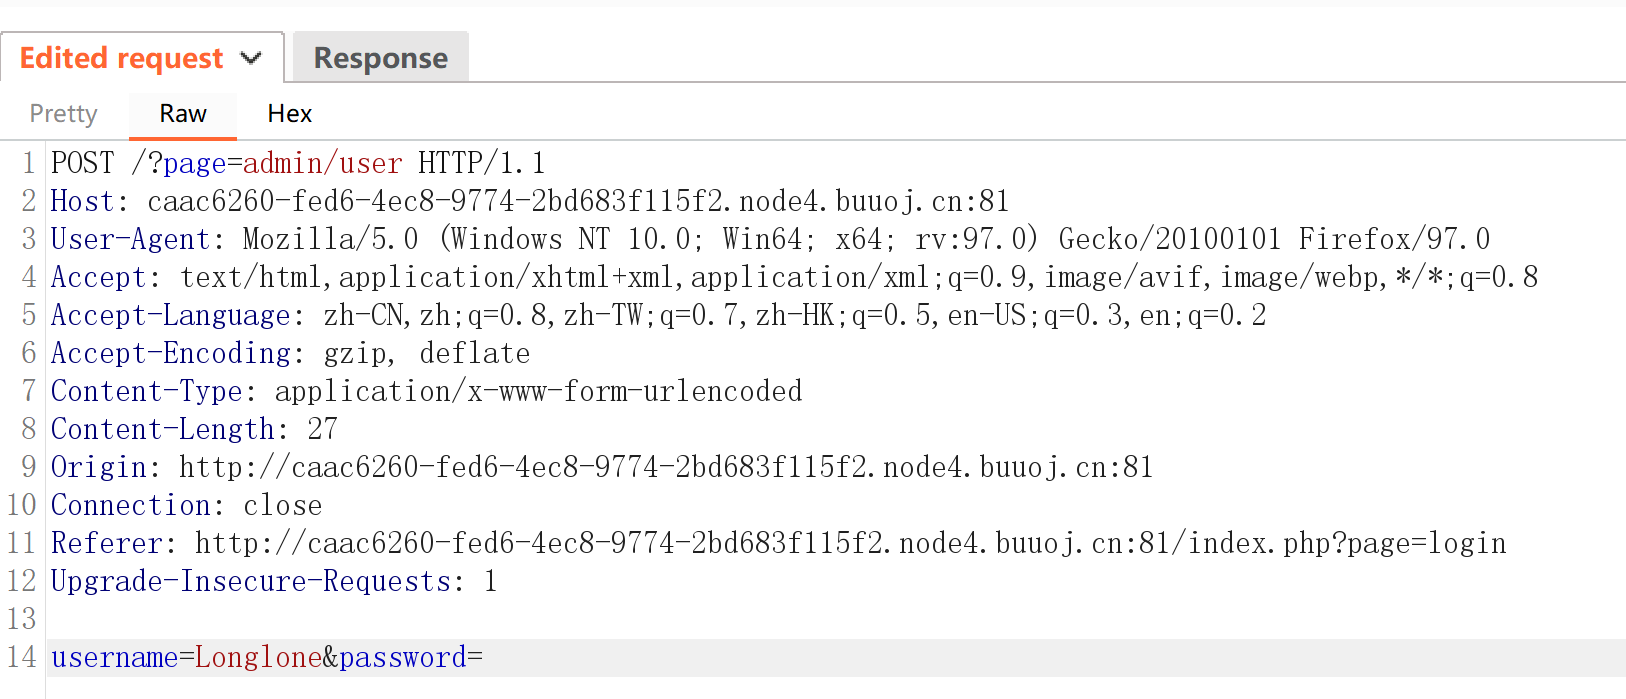 Edited request Response
Pretty Raw Hex
1 POST /?page=admin/user HTTP/1.1
2 Host: caac6260-fed6-4ec8-9774-2bd683f115f2.node4.buuoj.cn:81
3 User-Agent: Mozilla/5.0 (Windows NT 10.0; Win64; x64; rv:97.0) Gecko/20100101 Firefox/97.0
4 Accept: text/html,application/xhtml+xml,application/xml;q=0.9,image/avif,image/webp,*/*;q=0.8
5 Accept-Language: zh-CN,zh;q=0.8,zh-TW;q=0.7,zh-HK;q=0.5,en-US;q=0.3,en;q=0.2
6 Accept-Encoding: gzip, deflate
7 Content-Type: application/x-www-form-urlencoded
8 Content-Length: 27
9 Origin: http://caac6260-fed6-4ec8-9774-2bd683f115f2.node4.buuoj.cn:81
10 Connection: close
11 Referer: http://caac6260-fed6-4ec8-9774-2bd683f115f2.node4.buuoj.cn:81/index.php?page=login
12 Upgrade-Insecure-Requests: 1
13
14 username=Longlone&password=